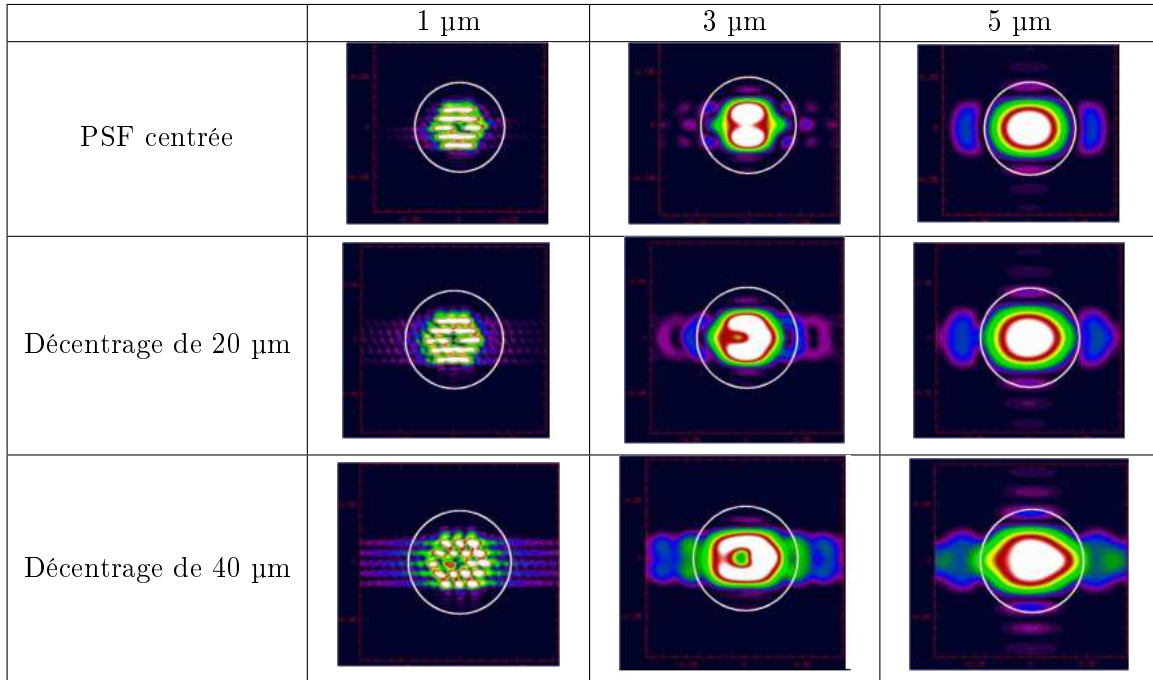 1 µm 3 µm 5 µm
PSF centrée
Décentrage de 20 µm
Décentrage de 40 µm